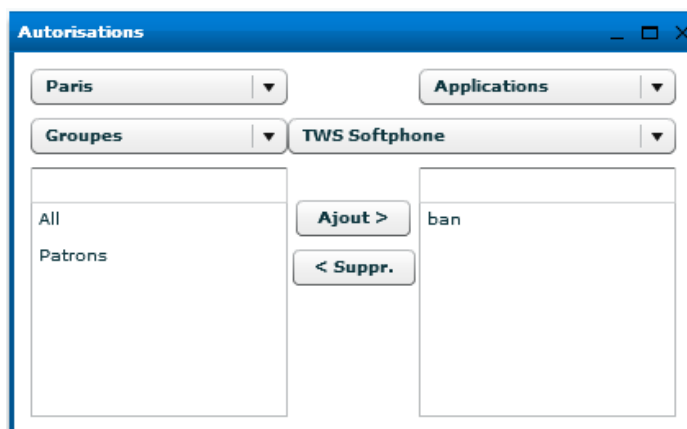 Autorisations
Paris Applications
Groupes TWS Softphone
All Ajout > ban
Patrons
< Suppr.